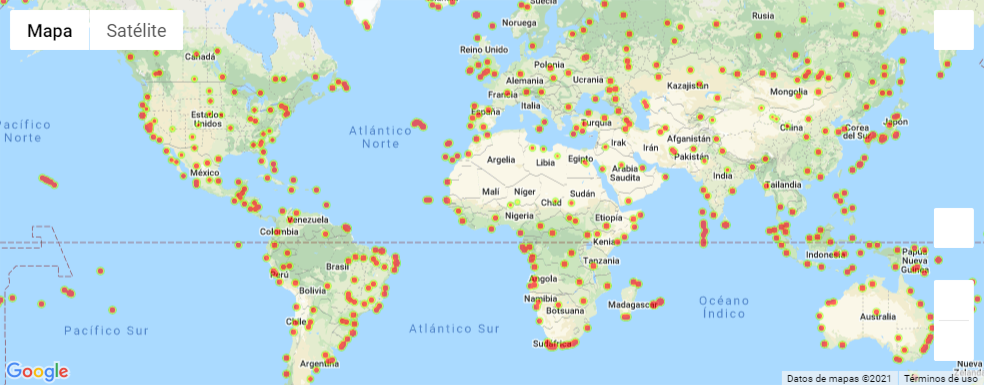 Mapa
Satélite
Suecia
Noruega
Rusia
Canadá
Reino Unido
Polonia
Alemania
Ucrania
Kazajistán
Mongolia
Francia
Italia
España
Turquía
Estados
Unidos
Atlántico
Norte
Pacífico
Norte
China
Japón
Corea
del Sur
Afganistán
Irak
Irán
Pakistán
Argelia
Libia
Egipto
Arabia
Saudita
México
India
Tailandia
Malí
Níger
Chad
Sudán
Nigeria
Etiopía
Venezuela
Colombia
Kenia
Indonesia
Papúa
Nueva
Guinea
Tanzania
Perú
Brasil
Bolivia
Angola
Namibia
Botsuana
Madagascar
Océano
Índico
Australia
Chile
Pacífico Sur
Atlántico Sur
Sudáfrica
Argentina
Nueva
Google
Datos de mapas ©2021
Términos de uso